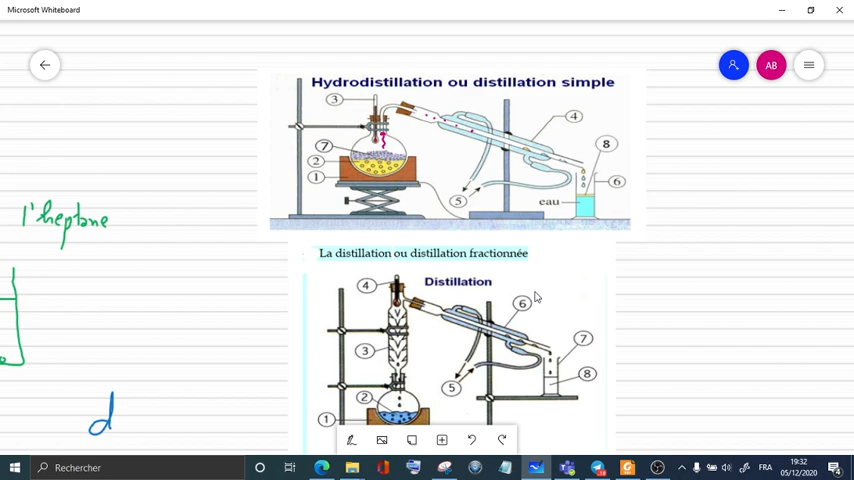 Microsoft Whiteboard
AB
Hydrodistillation ou distillation simple
3
4
7
8
2
1
5
6
eau
l'heptane
La distillation ou distillation fractionnée
Distillation
4
6
7
3
8
5
2
1
d
Rechercher
FRA
19:32
05/12/2020